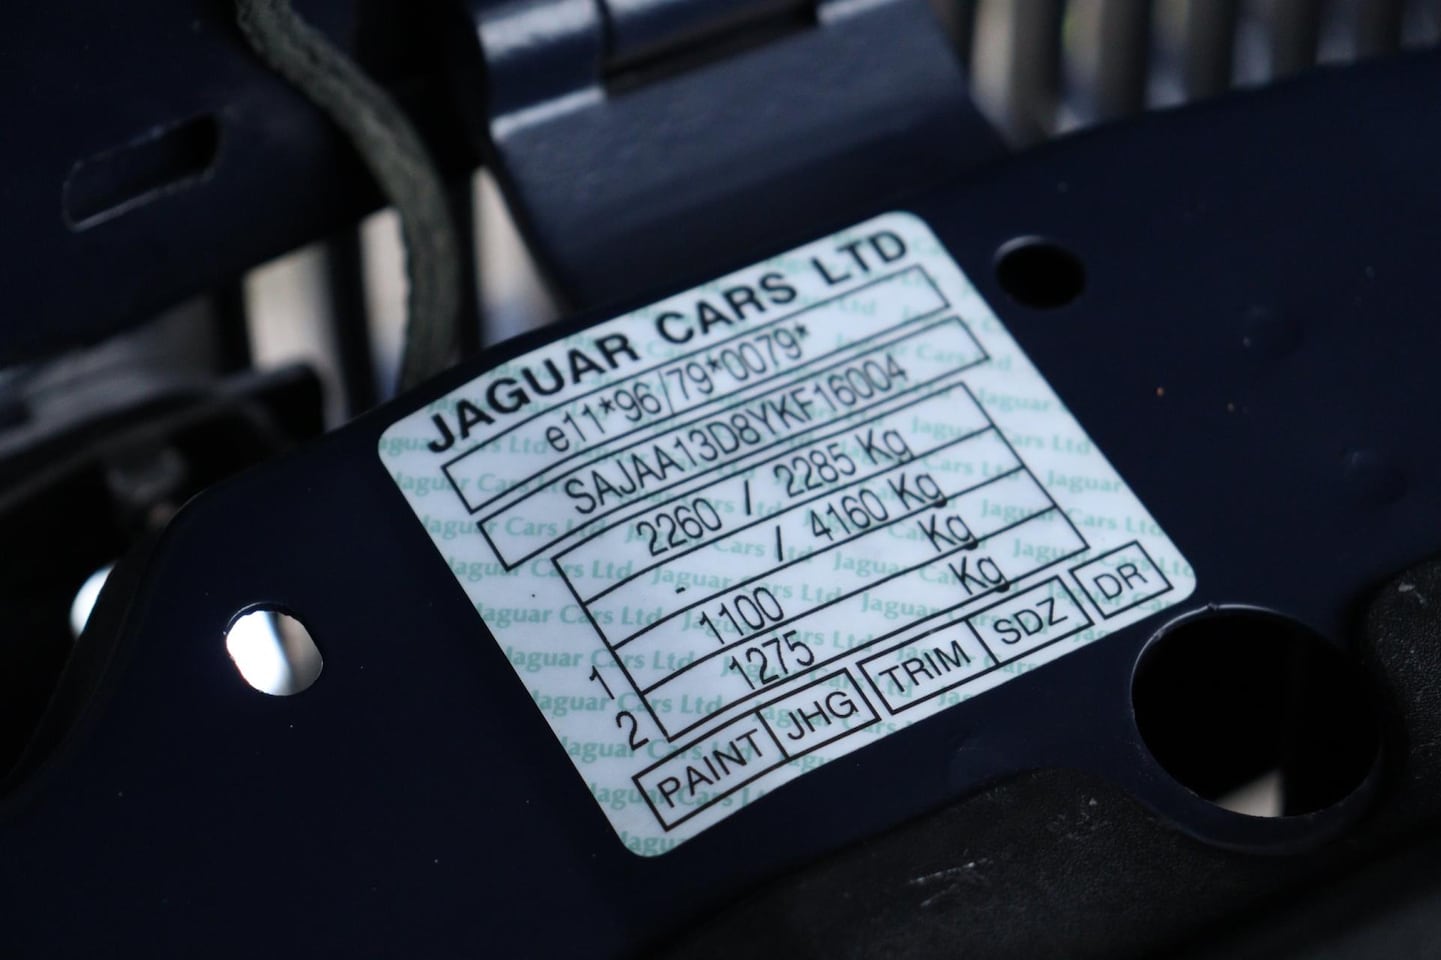 JAGUAR CARS LTD
e11*96/79*0079*
SAJAA13D8YKF16004
2260 / 2285 Kg
- / 4160 Kg
1 1100 Kg
2 1275 Kg
PAINT JHG TRIM SDZ DR